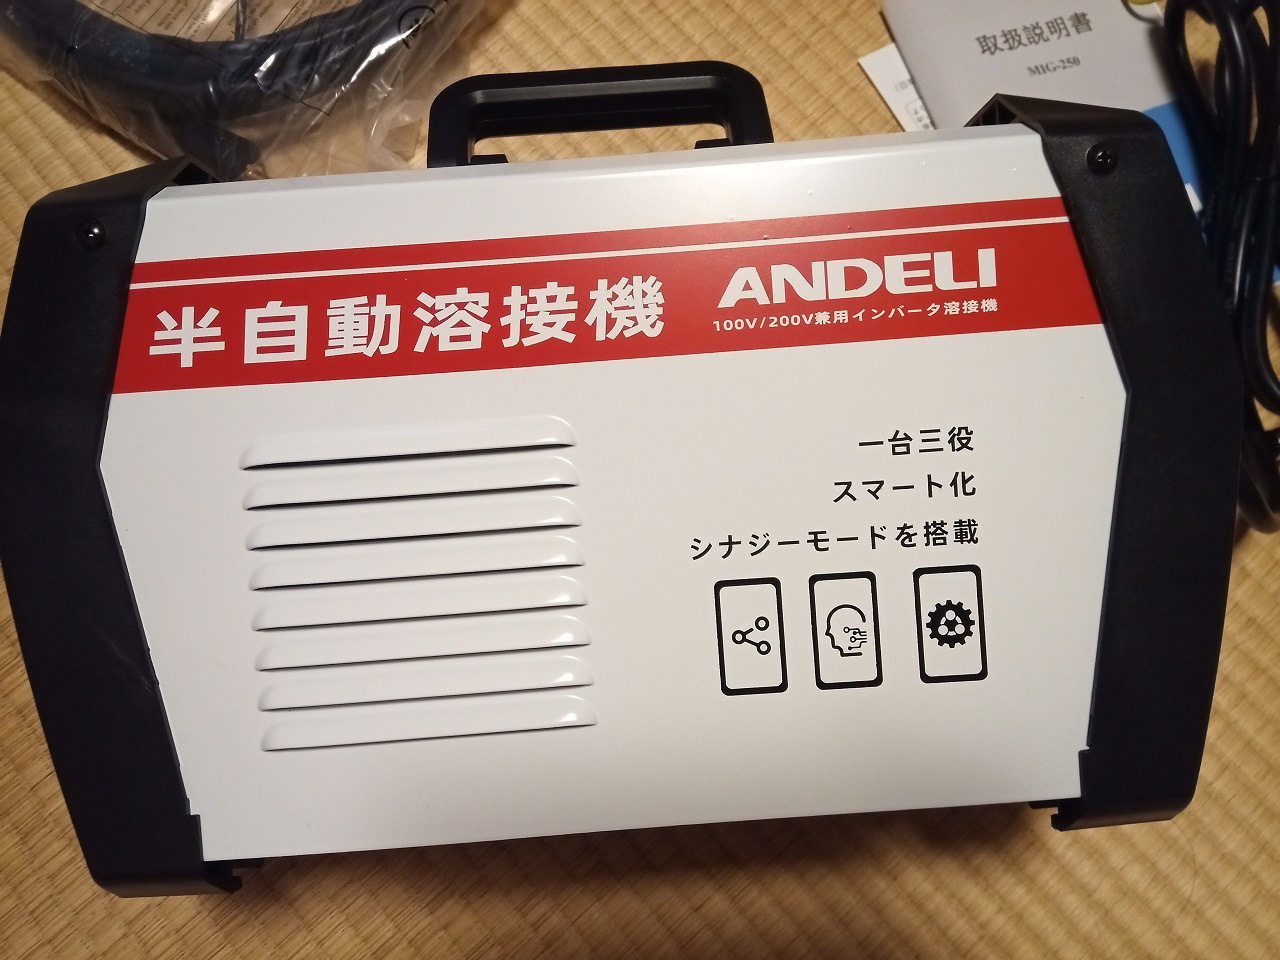 取扱説明書
MIG-250
半自動溶接機
ANDELI
100V/200V兼用インバータ溶接機
一台三役
スマート化
シナジーモードを搭載